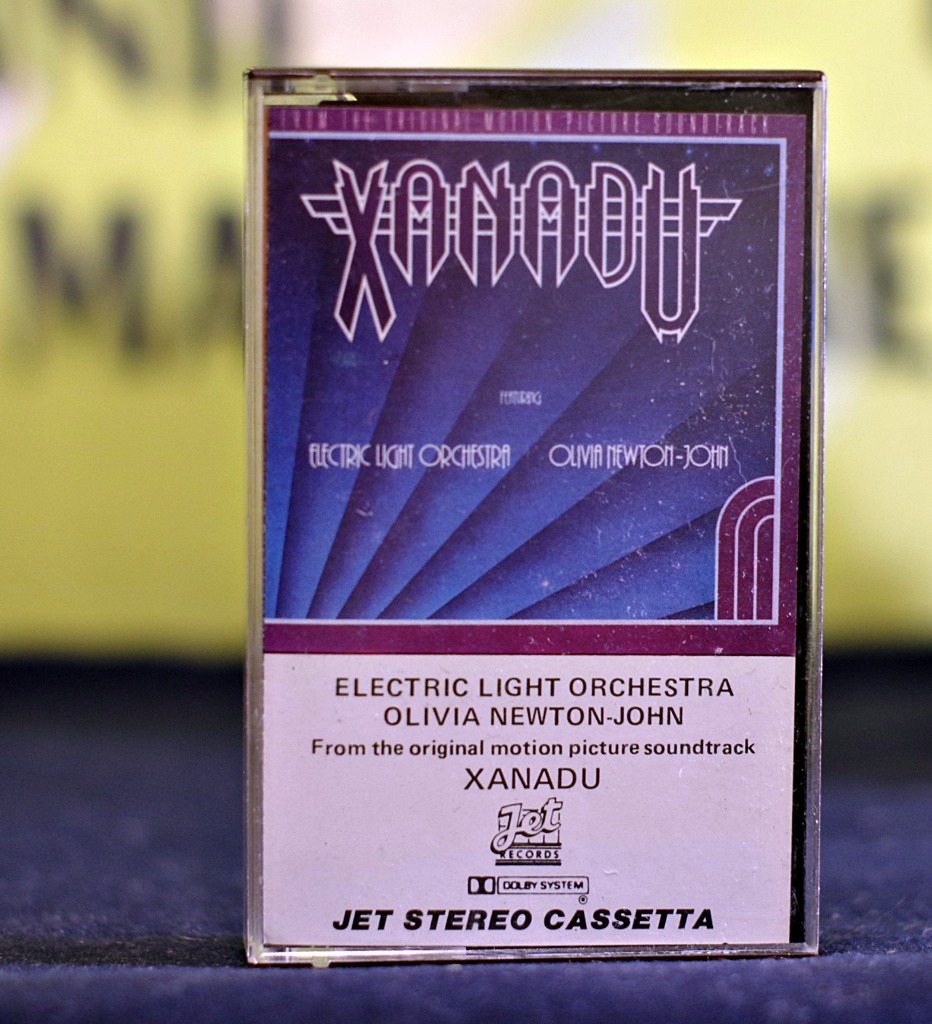 FROM THE ORIGINAL MOTION PICTURE SOUNDTRACK
XANADU
FEATURING
ELECTRIC LIGHT ORCHESTRA OLIVIA NEWTON-JOHN
ELECTRIC LIGHT ORCHESTRA
OLIVIA NEWTON-JOHN
From the original motion picture soundtrack
XANADU
Jet
RECORDS
DOLBY SYSTEM
®
JET STEREO CASSETTA